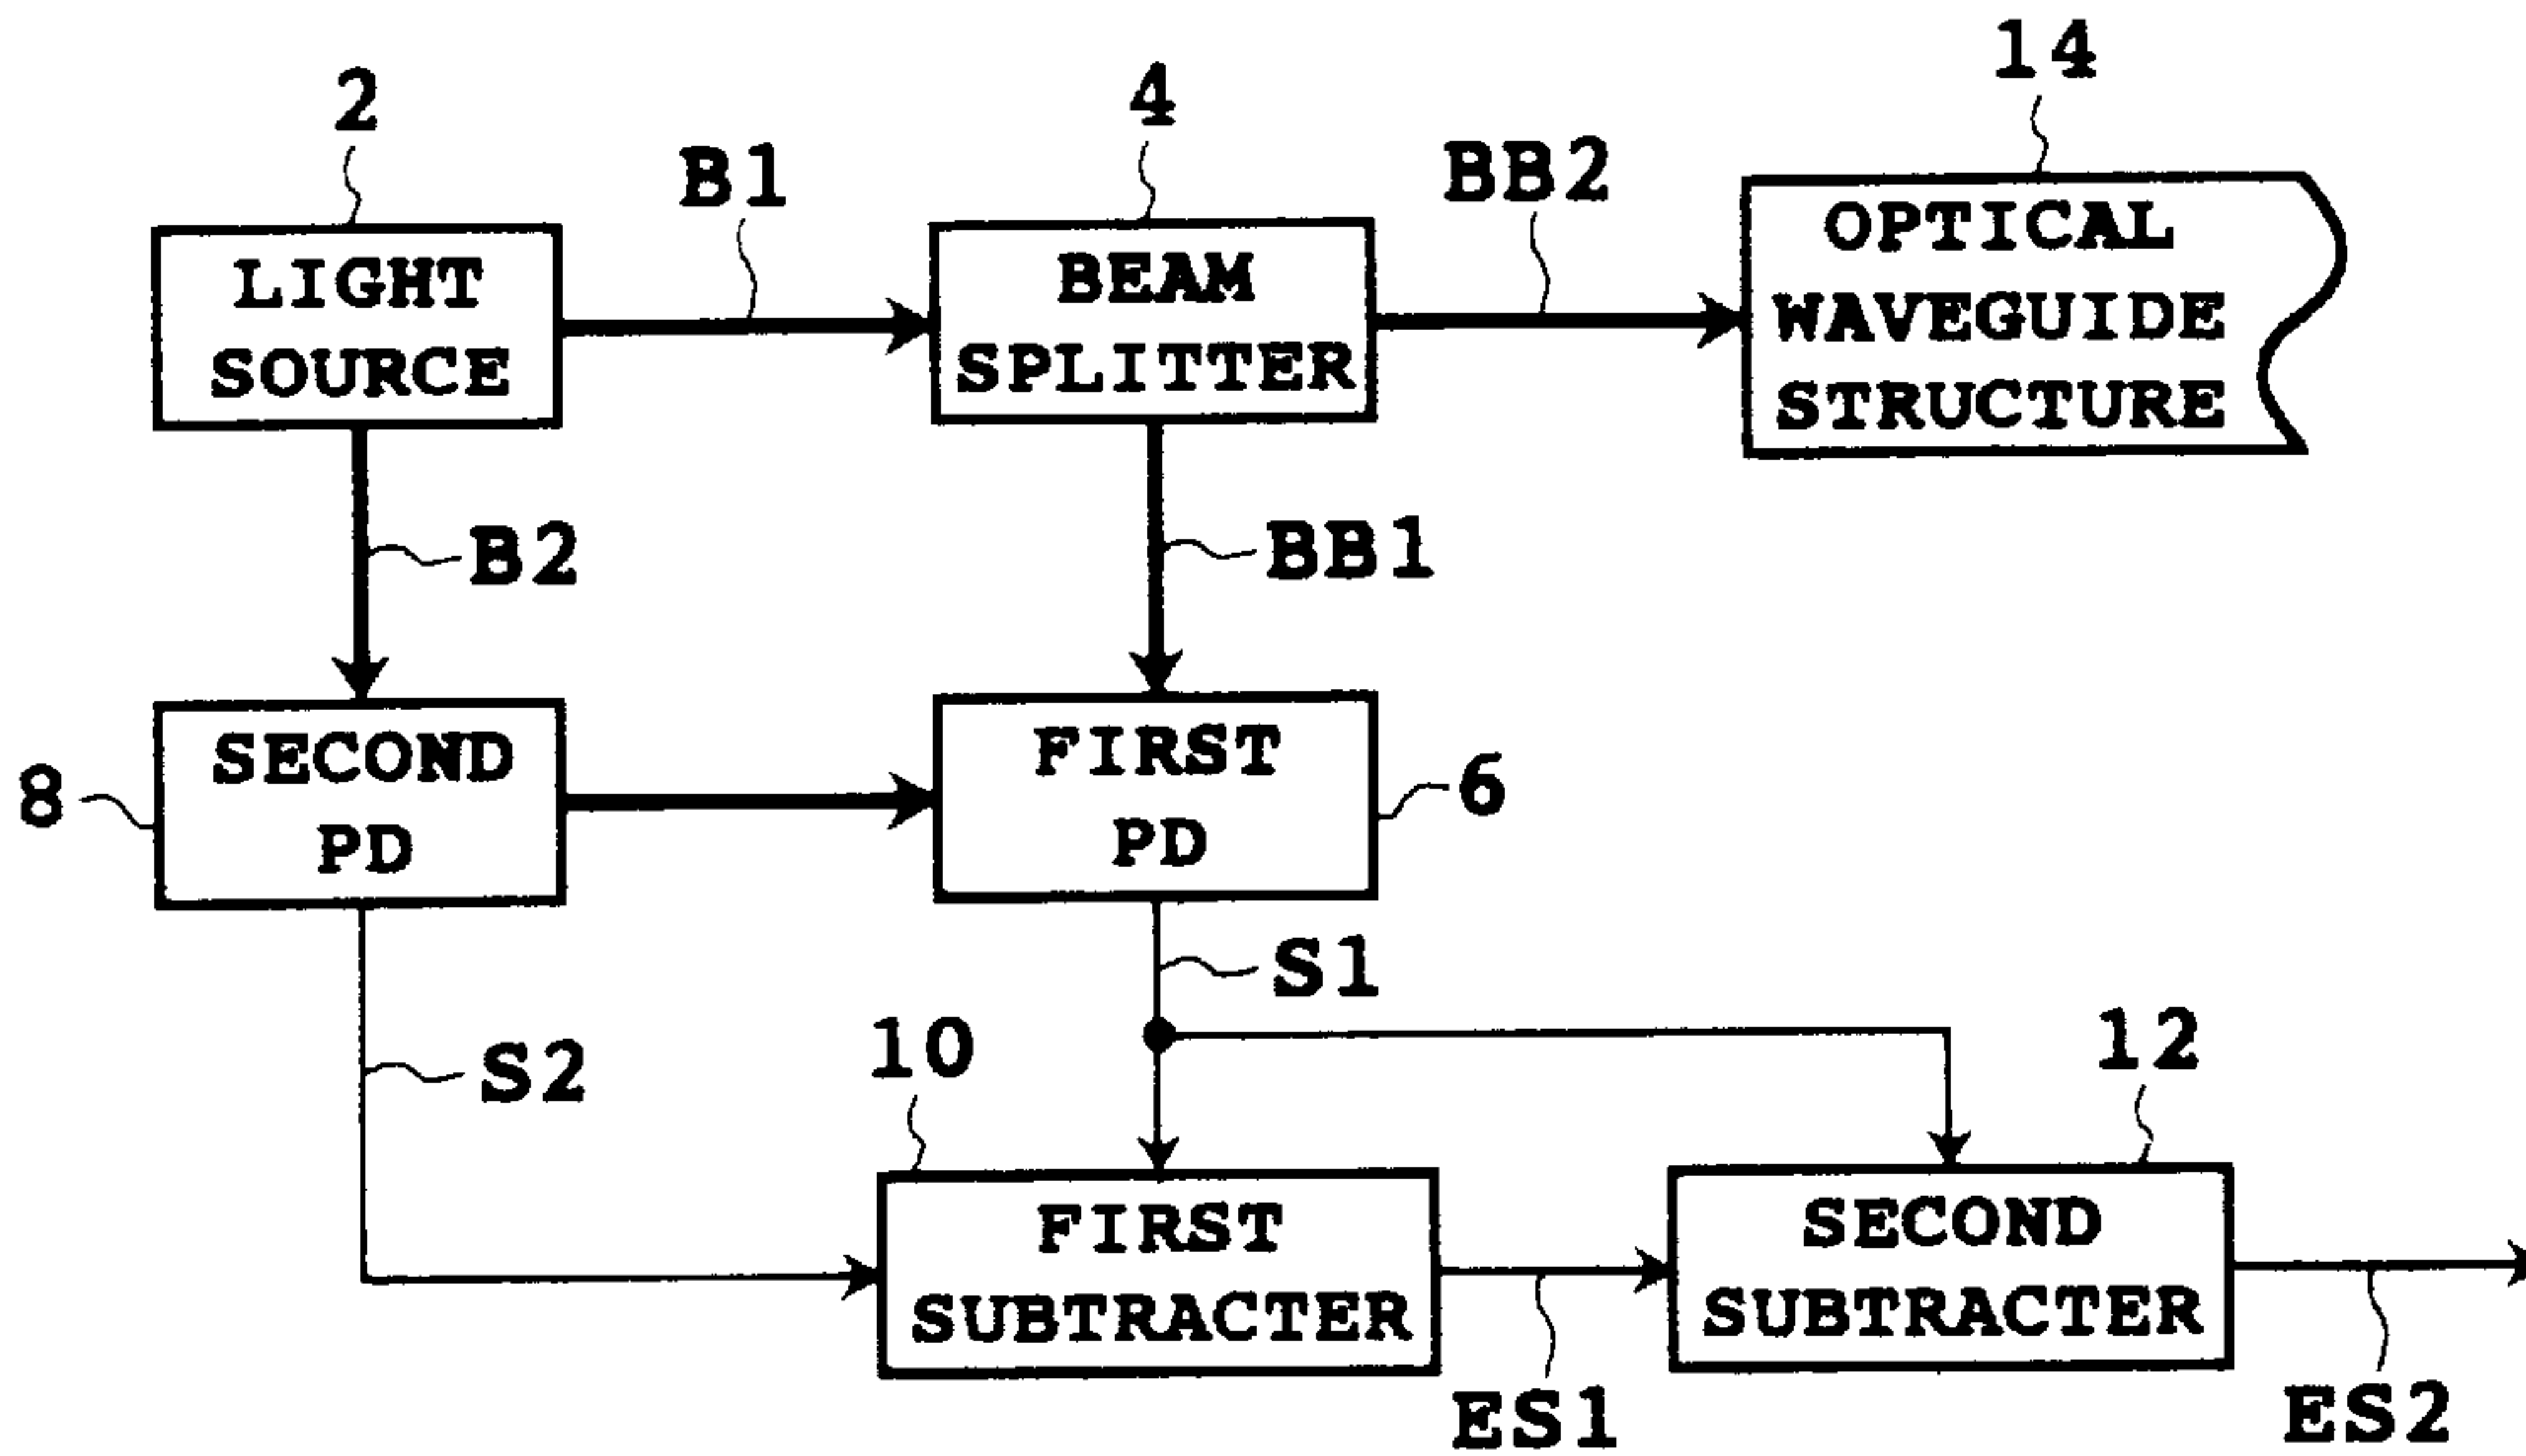 2
4
14
B1
BB2
LIGHT
SOURCE
BEAM
SPLITTER
OPTICAL
WAVEGUIDE
STRUCTURE
B2
BB1
8
SECOND
PD
FIRST
PD
6
S1
S2
10
12
FIRST
SUBTRACTER
SECOND
SUBTRACTER
ES1
ES2